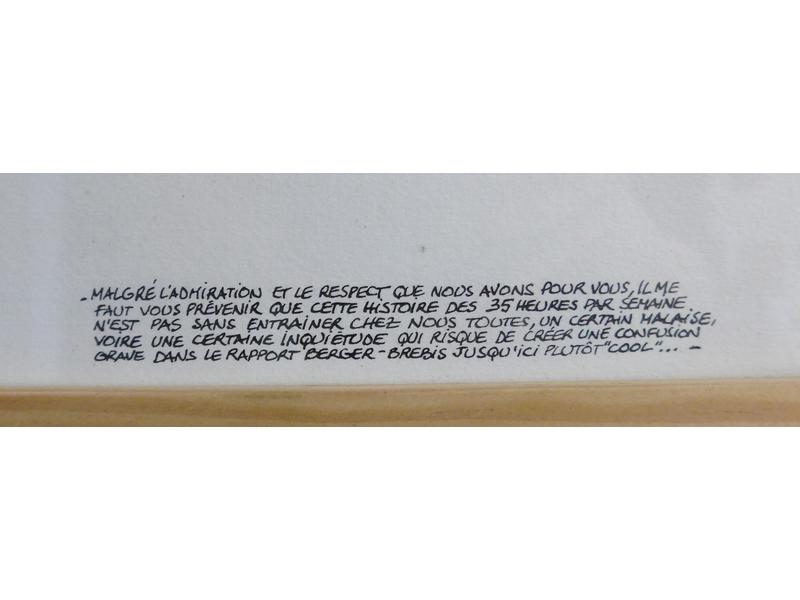 - MALGRÉ L'ADMIRATION ET LE RESPECT QUE NOUS AVONS POUR VOUS, IL ME
FAUT VOUS PRÉVENIR QUE CETTE HISTOIRE DES 35 HEURES PAR SEMAINE
N'EST PAS SANS ENTRAINER CHEZ NOUS TOUTES, UN CERTAIN MALAISE,
VOIRE UNE CERTAINE INQUIÉTUDE QUI RISQUE DE CRÉER UNE CONFUSION
GRAVE DANS LE RAPPORT BERGER-BREBIS JUSQU'ICI PLUTÔT "COOL"... -